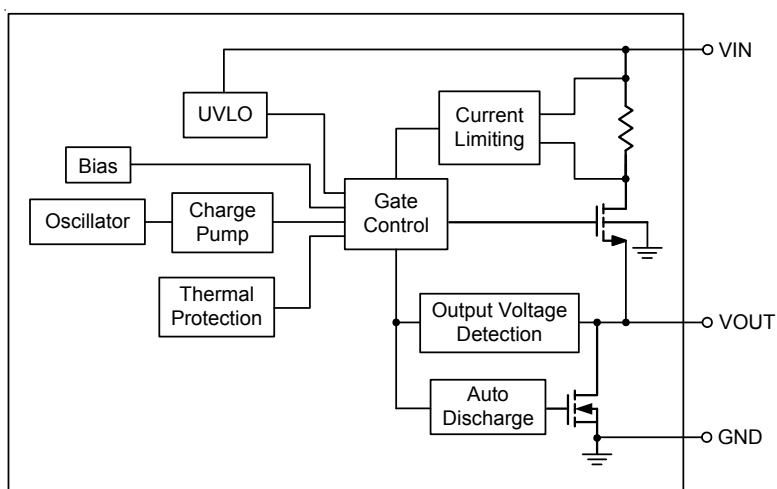 VIN
UVLO
Current
Limiting
Bias
Gate
Control
Oscillator
Charge
Pump
Thermal
Protection
Output Voltage
Detection
VOUT
Auto
Discharge
GND